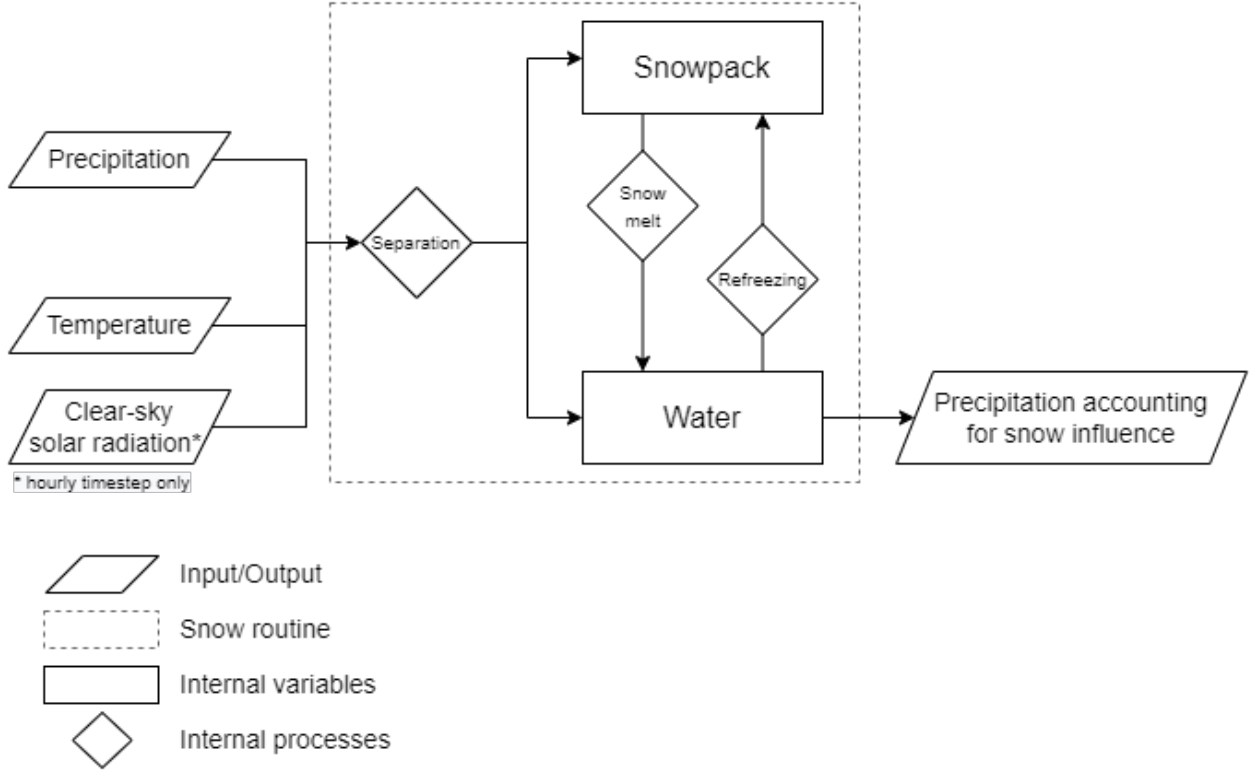 Snowpack
Precipitation
Snow
melt
Separation
Refreezing
Temperature
Clear-sky
solar radiation*
* hourly timestep only
Water
Precipitation accounting
for snow influence
Input/Output
Snow routine
Internal variables
Internal processes